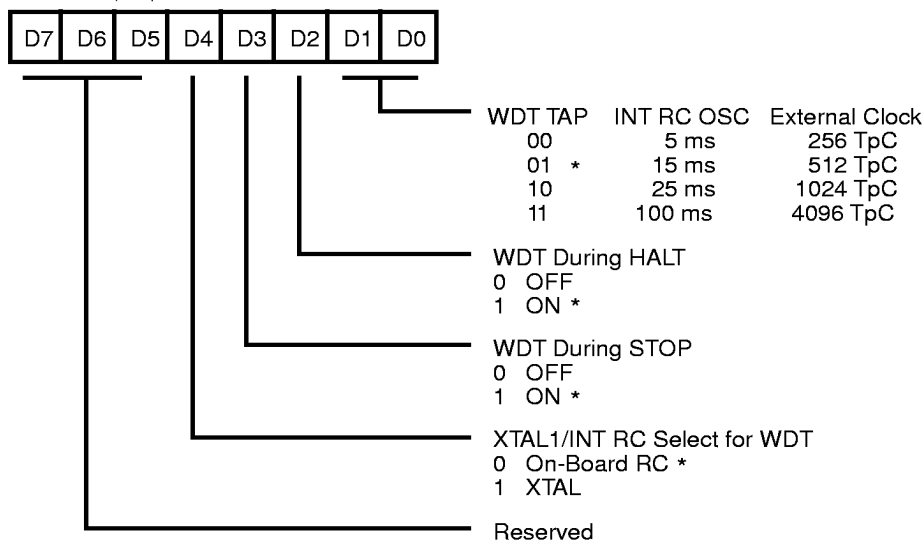 D7 D6 D5 D4 D3 D2 D1 D0
WDT TAP INT RC OSC External Clock
00 5 ms 256 TpC
01 * 15 ms 512 TpC
10 25 ms 1024 TpC
11 100 ms 4096 TpC
WDT During HALT
0 OFF
1 ON *
WDT During STOP
0 OFF
1 ON *
XTAL1/INT RC Select for WDT
0 On-Board RC *
1 XTAL
Reserved